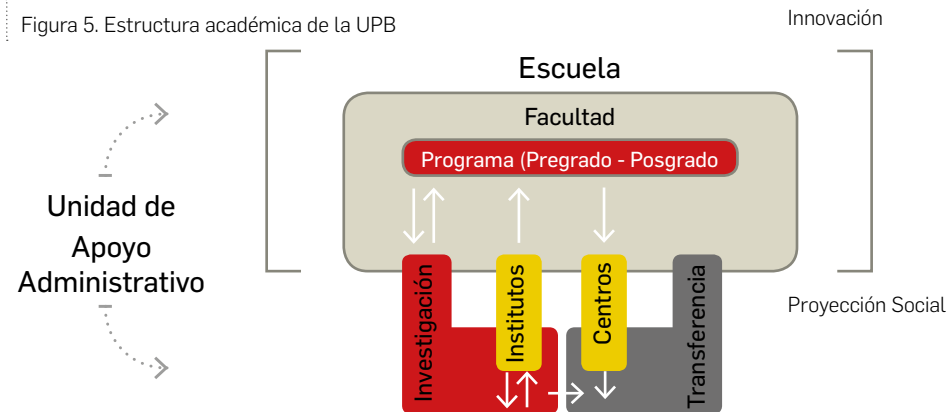 Figura 5. Estructura académica de la UPB
Innovación
Escuela
Facultad
Programa (Pregrado - Posgrado
Unidad de
Apoyo
Administrativo
Investigación
Institutos
Centros
Transferencia
Proyección Social